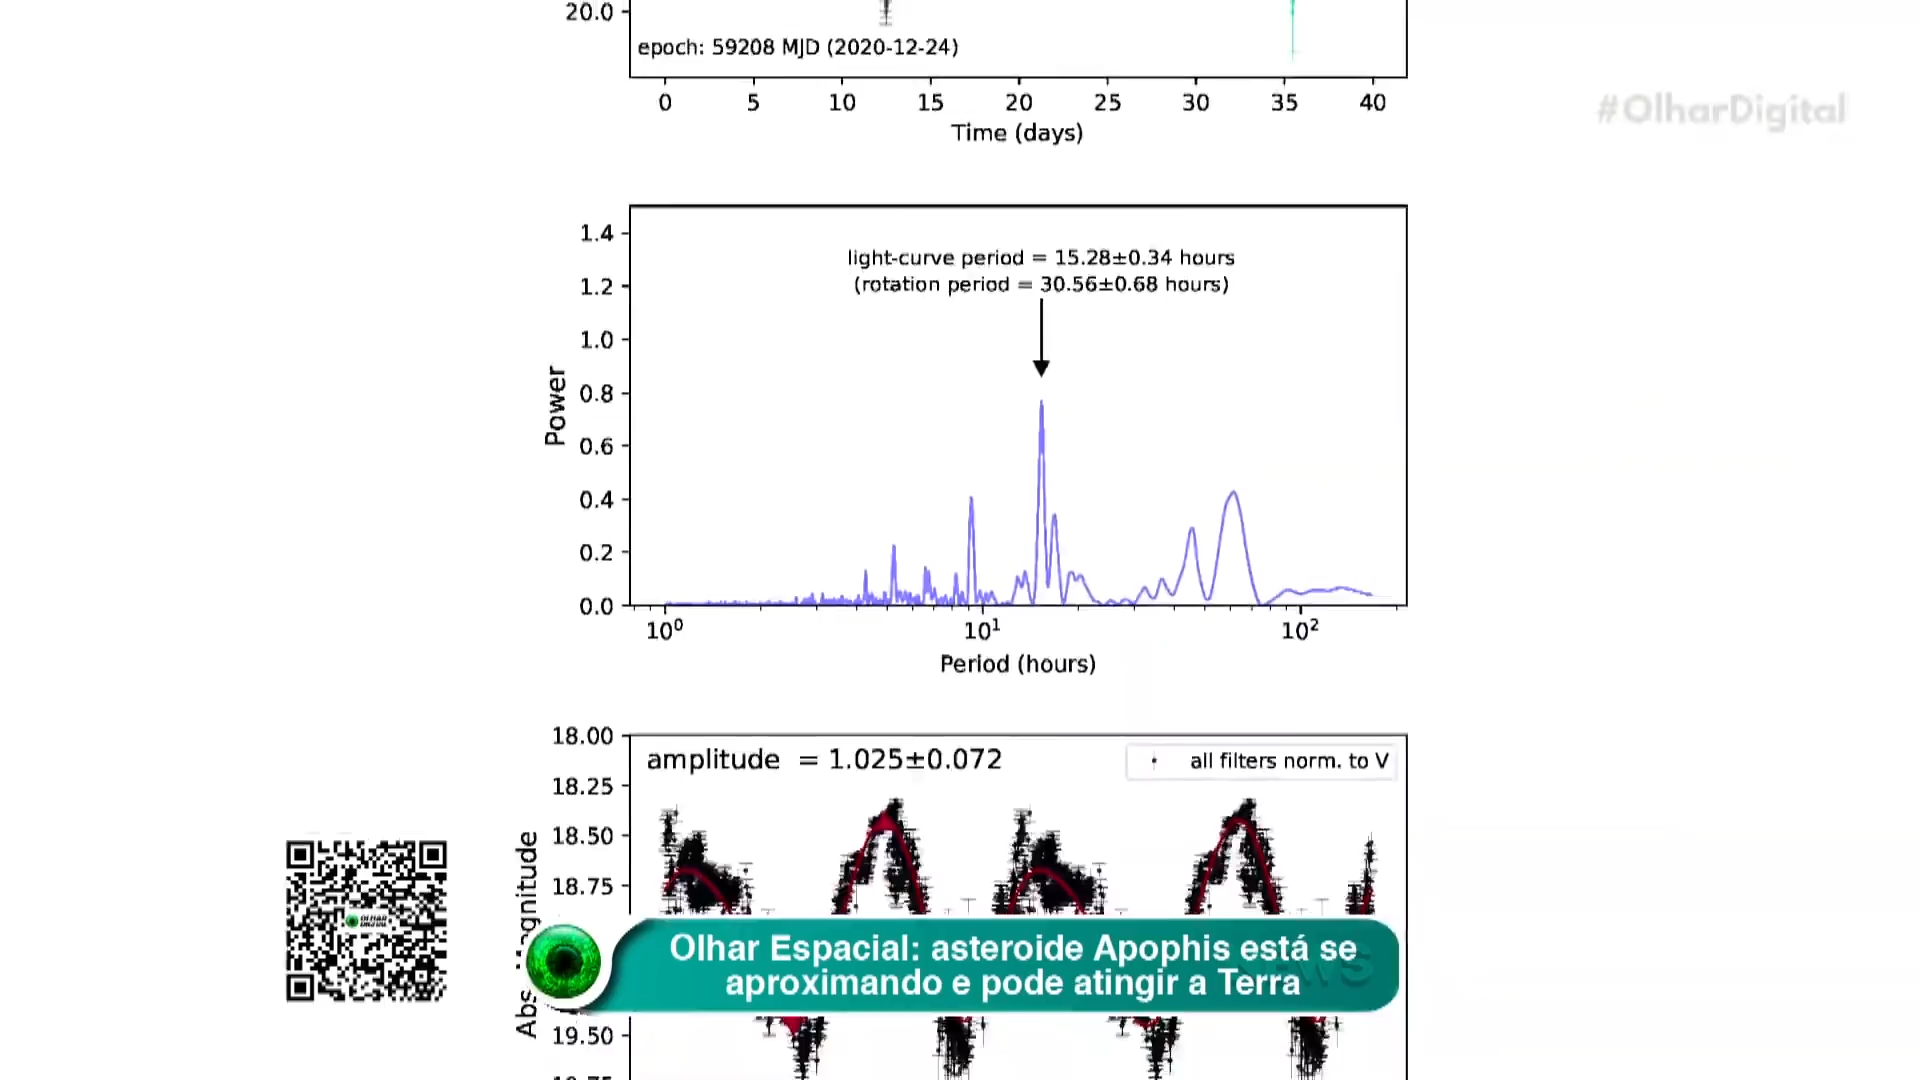 20.0
epoch: 59208 MJD (2020-12-24)
0 5 10 15 20 25 30 35 40
Time (days)
#OlharDigital
1.4
light-curve period = 15.28±0.34 hours
1.2
(rotation period = 30.56±0.68 hours)
1.0
0.8
Power
0.6
0.4
0.2
0.0
10⁰ 10¹ 10²
Period (hours)
18.00
amplitude = 1.025±0.072
all filters norm. to V
18.25
18.50
18.75
Olhar Espacial: asteroide Apophis está se
aproximando e pode atingir a Terra
19.50
OLHAR
DIGITAL